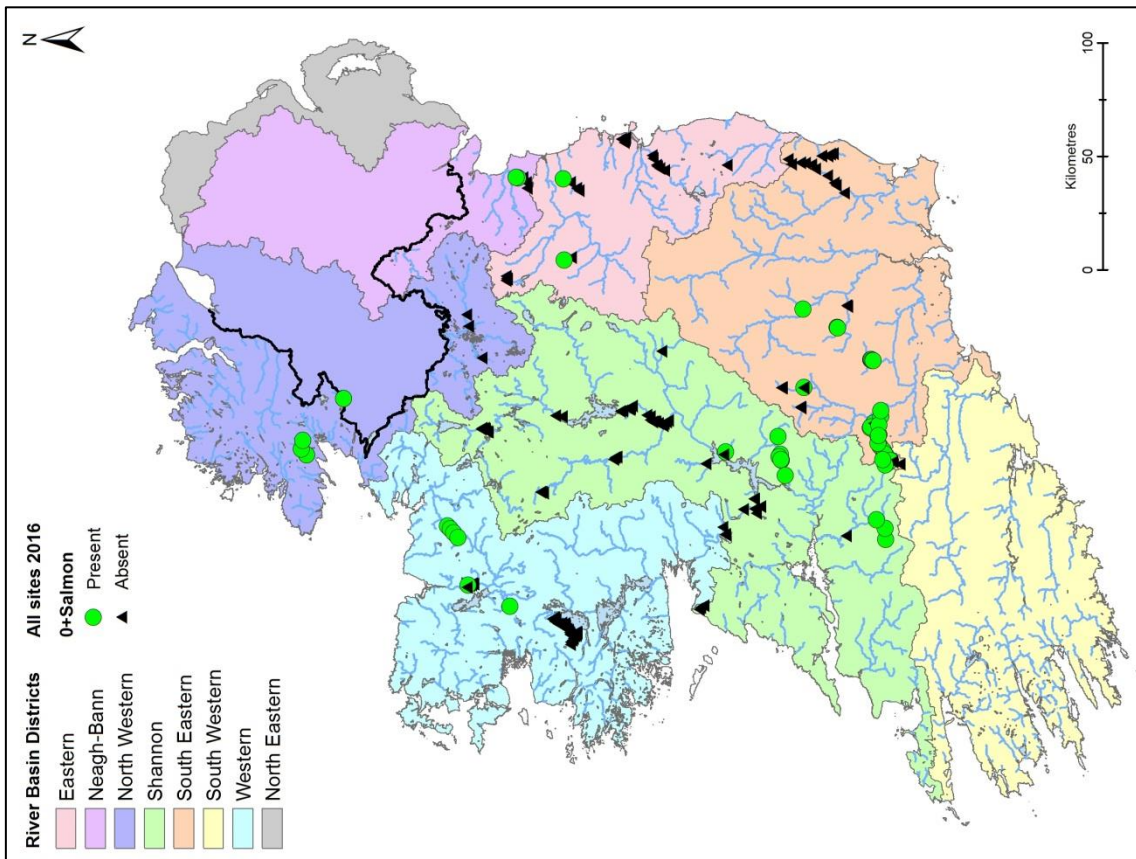 River Basin Districts
Eastern
Neagh-Bann
North Western
Shannon
South Eastern
South Western
Western
North Eastern
All sites 2016
0+Salmon
Present
Absent
N
0 50 100
Kilometres